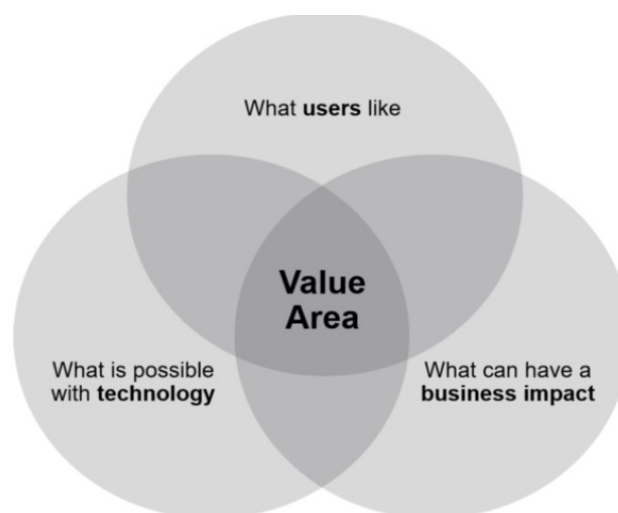 What users like
Value
Area
What is possible
with technology
What can have a
business impact